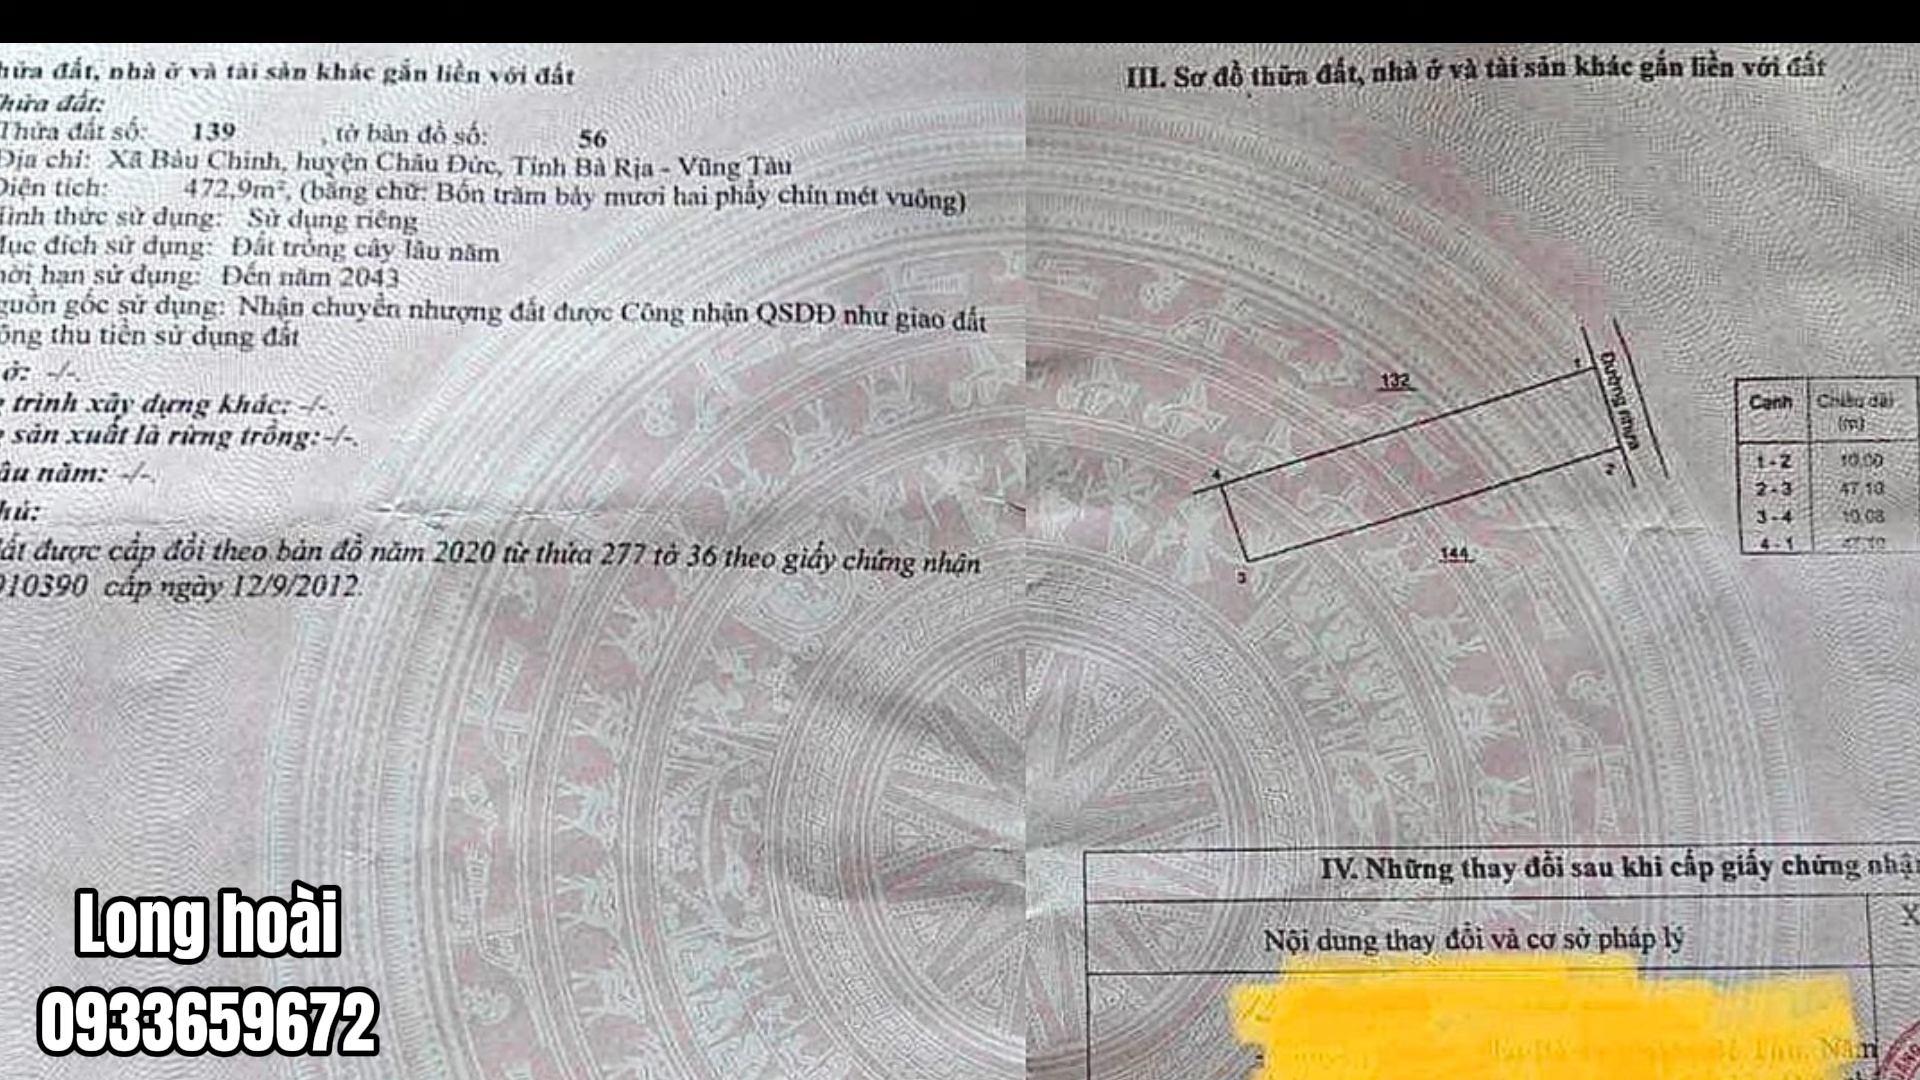 hửa đất, nhà ở và tài sản khác gắn liền với đất
hửa đất:
Thửa đất số: 139 , tờ bản đồ số: 56
Địa chỉ: Xã Bàu Chinh, huyện Châu Đức, Tỉnh Bà Rịa - Vũng Tàu
Diện tích: 472,9m², (bằng chữ: Bốn trăm bảy mươi hai phẩy chín mét vuông)
Hình thức sử dụng: Sử dụng riêng
Mục đích sử dụng: Đất trồng cây lâu năm
hời hạn sử dụng: Đến năm 2043
guồn gốc sử dụng: Nhận chuyển nhượng đất được Công nhận QSDĐ như giao đất
ông thu tiền sử dụng đất
ở: -/-.
g trình xây dựng khác: -/-.
g sản xuất là rừng trồng:-/-.
âu năm: -/-.
hú:
ất được cấp đổi theo bản đồ năm 2020 từ thửa 277 tờ 36 theo giấy chứng nhận
910390 cấp ngày 12/9/2012.
Long hoài
0933659672
III. Sơ đồ thửa đất, nhà ở và tài sản khác gắn liền với đất
132
1
Đường nhựa
2
4
144
3
Cạnh Chiều dài (m)
1-2 10.00
2-3 47.10
3-4 10.08
4-1
IV. Những thay đổi sau khi cấp giấy chứng nhậ
Nội dung thay đổi và cơ sở pháp lý
X